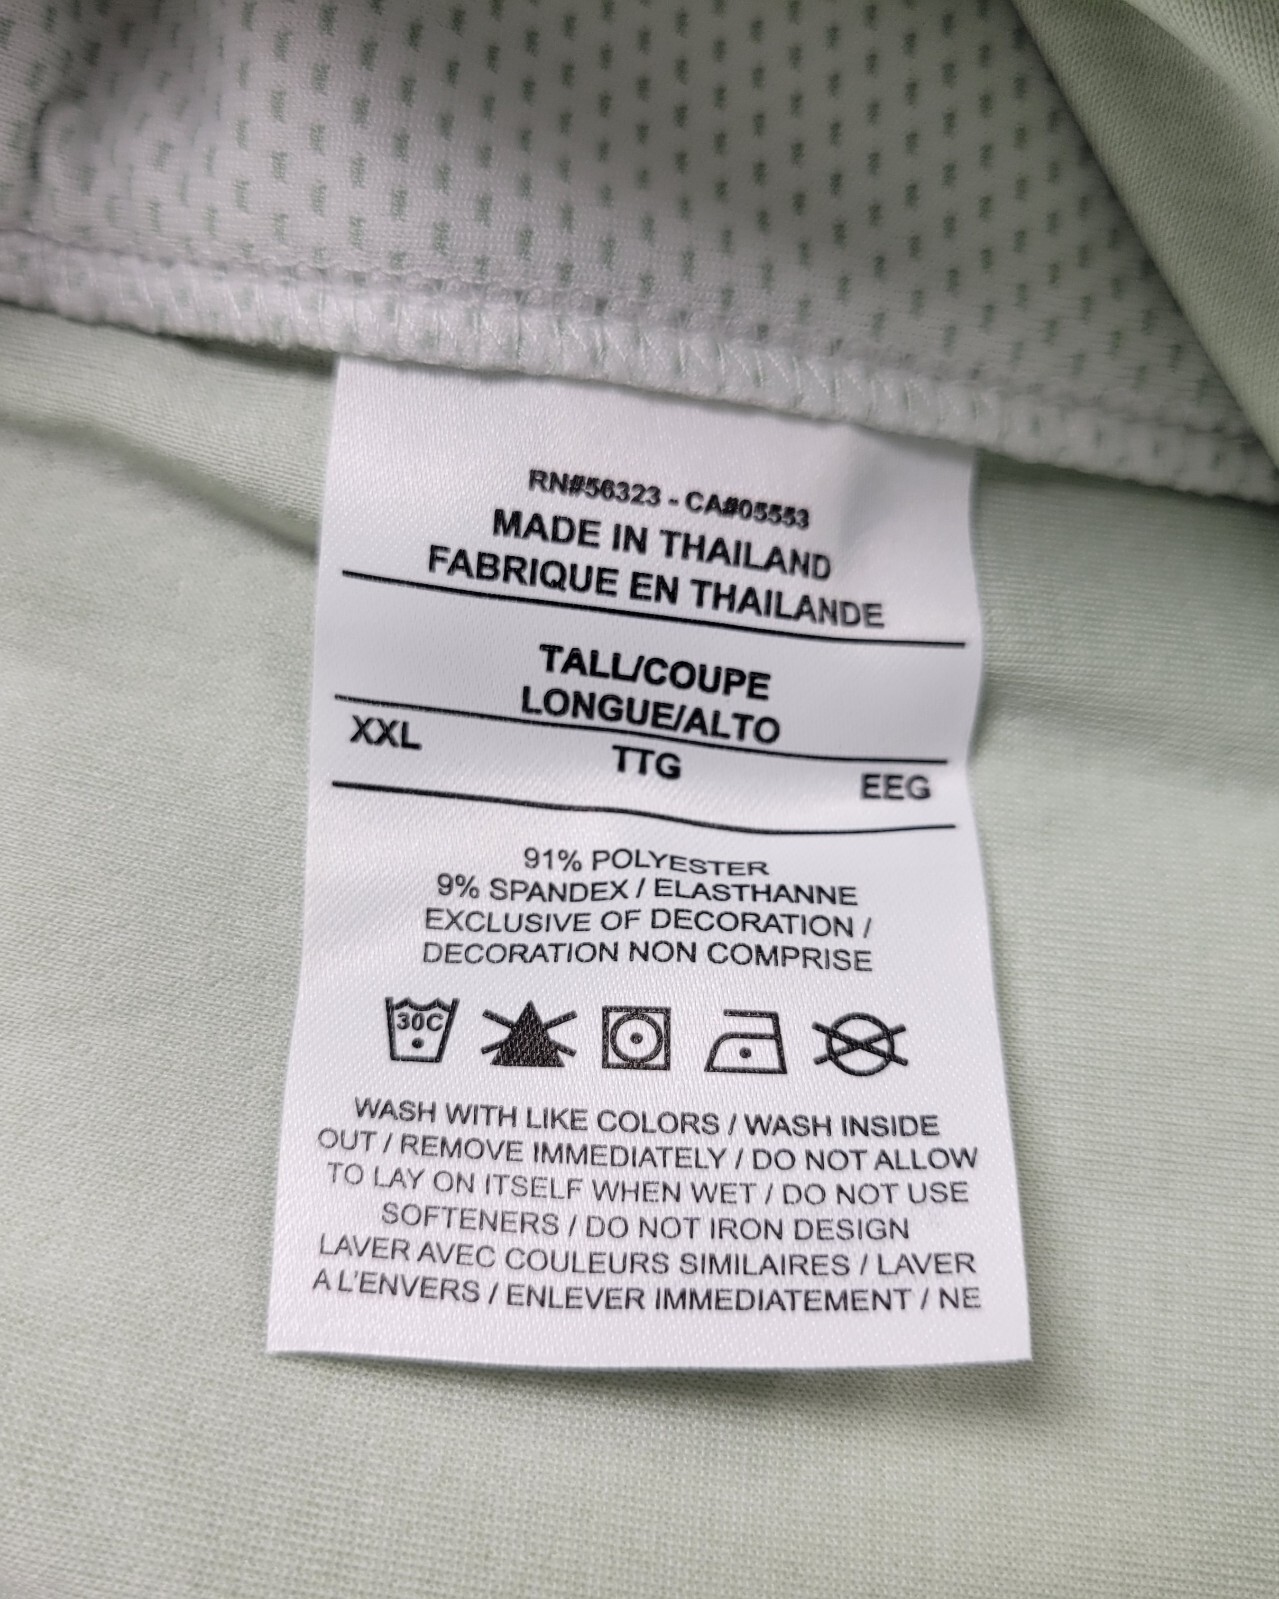 RN#56323 - CA#05553
MADE IN THAILAND
FABRIQUE EN THAILANDE
TALL/COUPE
LONGUE/ALTO
XXL TTG EEG
91% POLYESTER
9% SPANDEX / ELASTHANNE
EXCLUSIVE OF DECORATION /
DECORATION NON COMPRISE
30C
WASH WITH LIKE COLORS / WASH INSIDE
OUT / REMOVE IMMEDIATELY / DO NOT ALLOW
TO LAY ON ITSELF WHEN WET / DO NOT USE
SOFTENERS / DO NOT IRON DESIGN
LAVER AVEC COULEURS SIMILAIRES / LAVER
A L'ENVERS / ENLEVER IMMEDIATEMENT / NE